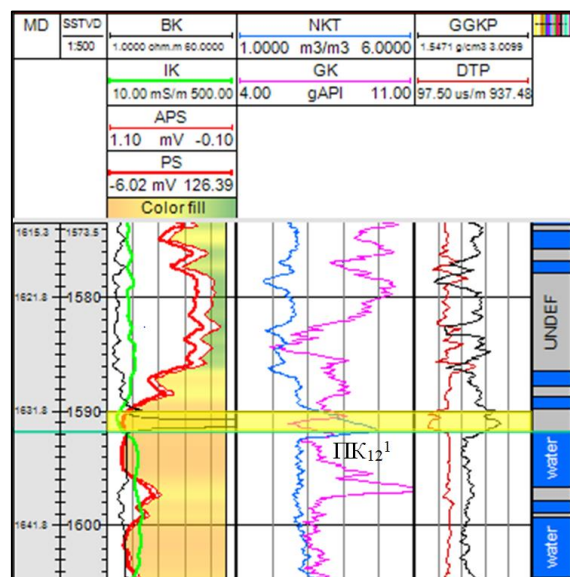 MD SSTVD BK NKT GGKP
1:500 1.0000 ohm.m 60.0000 1.0000 m3/m3 6.0000 1.5471 g/cm3 3.0099
IK GK DTP
10.00 mS/m 500.00 4.00 gAPI 11.00 97.50 us/m 937.48
APS
1.10 mV -0.10
PS
-6.02 mV 126.39
Color fill
1615.3 1573.5
1621.8 1580
UNDEF
1631.8 1590
ПК₁₂¹
water
1641.8 1600
water